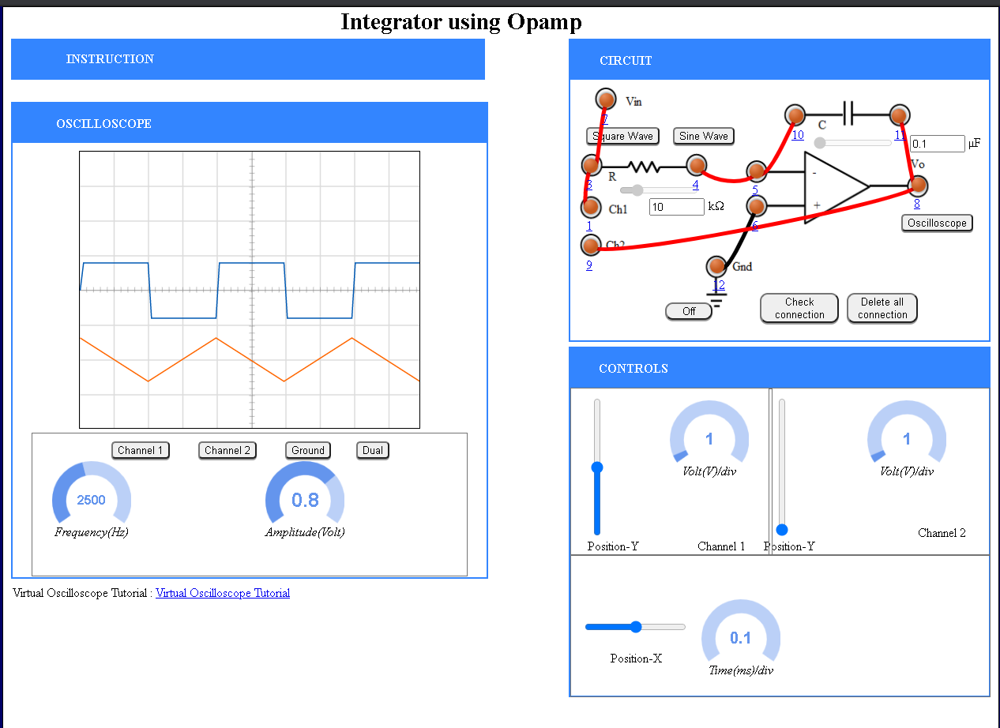 Integrator using Opamp
INSTRUCTION
OSCILLOSCOPE
Channel 1 Channel 2 Ground Dual
2500
Frequency(Hz)
0.8
Amplitude(Volt)
Virtual Oscilloscope Tutorial : Virtual Oscilloscope Tutorial
CIRCUIT
Vin
7
Square Wave Sine Wave
C
10
11
0.1 μF
Vo
R
3
4
5
- 
+
8
Ch1
10 kΩ
1
6
Oscilloscope
Ch2
9
Gnd
12
Off
Check connection
Delete all connection
CONTROLS
1
Volt(V)/div
Position-Y
Channel 1
1
Volt(V)/div
Position-Y
Channel 2
Position-X
0.1
Time(ms)/div